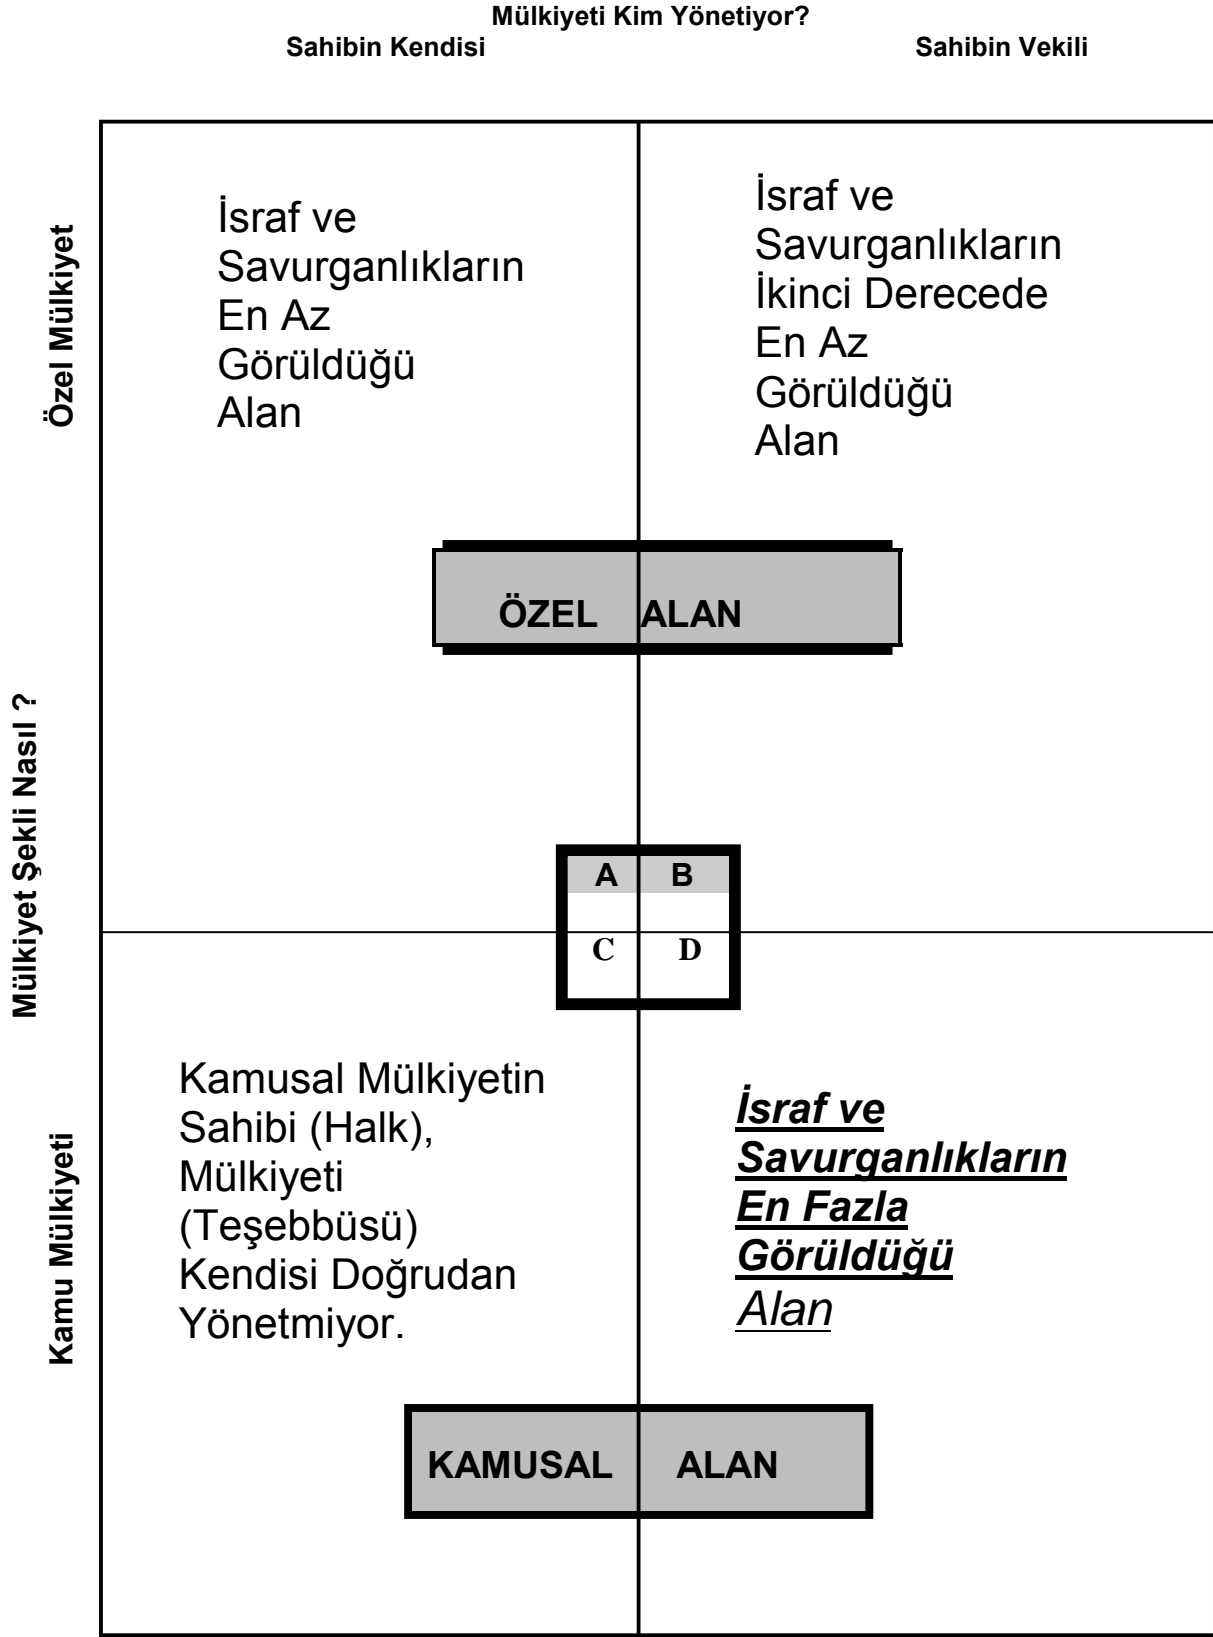 Mülkiyeti Kim Yönetiyor?
Sahibin Kendisi Sahibin Vekili
Mülkiyet Şekli Nasıl ?
Özel Mülkiyet
İsraf ve
Savurganlıkların
En Az
Görüldüğü
Alan
İsraf ve
Savurganlıkların
İkinci Derecede
En Az
Görüldüğü
Alan
ÖZEL ALAN
A B
C D
Kamu Mülkiyeti
Kamusal Mülkiyetin
Sahibi (Halk),
Mülkiyeti
(Teşebbüsü)
Kendisi Doğrudan
Yönetmiyor.
İsraf ve
Savurganlıkların
En Fazla
Görüldüğü
Alan
KAMUSAL ALAN